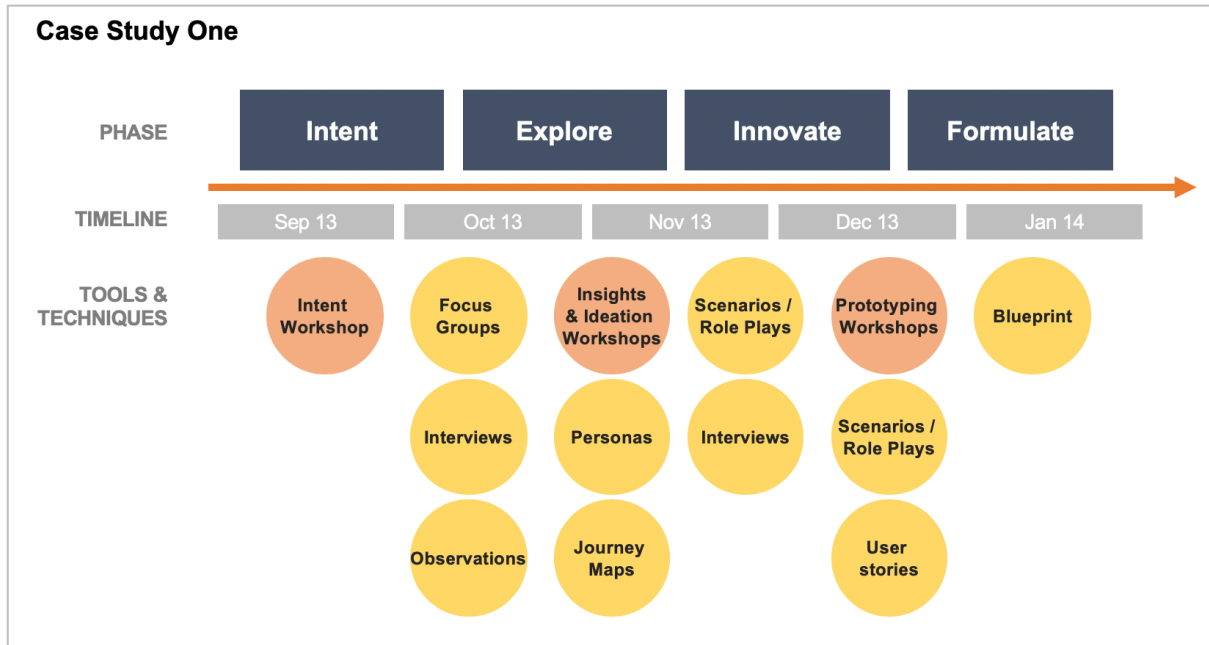 Case Study One
PHASE
Intent
Explore
Innovate
Formulate
TIMELINE
Sep 13
Oct 13
Nov 13
Dec 13
Jan 14
TOOLS &
TECHNIQUES
Intent
Workshop
Focus
Groups
Insights
& Ideation
Workshops
Scenarios /
Role Plays
Prototyping
Workshops
Blueprint
Interviews
Personas
Interviews
Scenarios /
Role Plays
Observations
Journey
Maps
User
stories